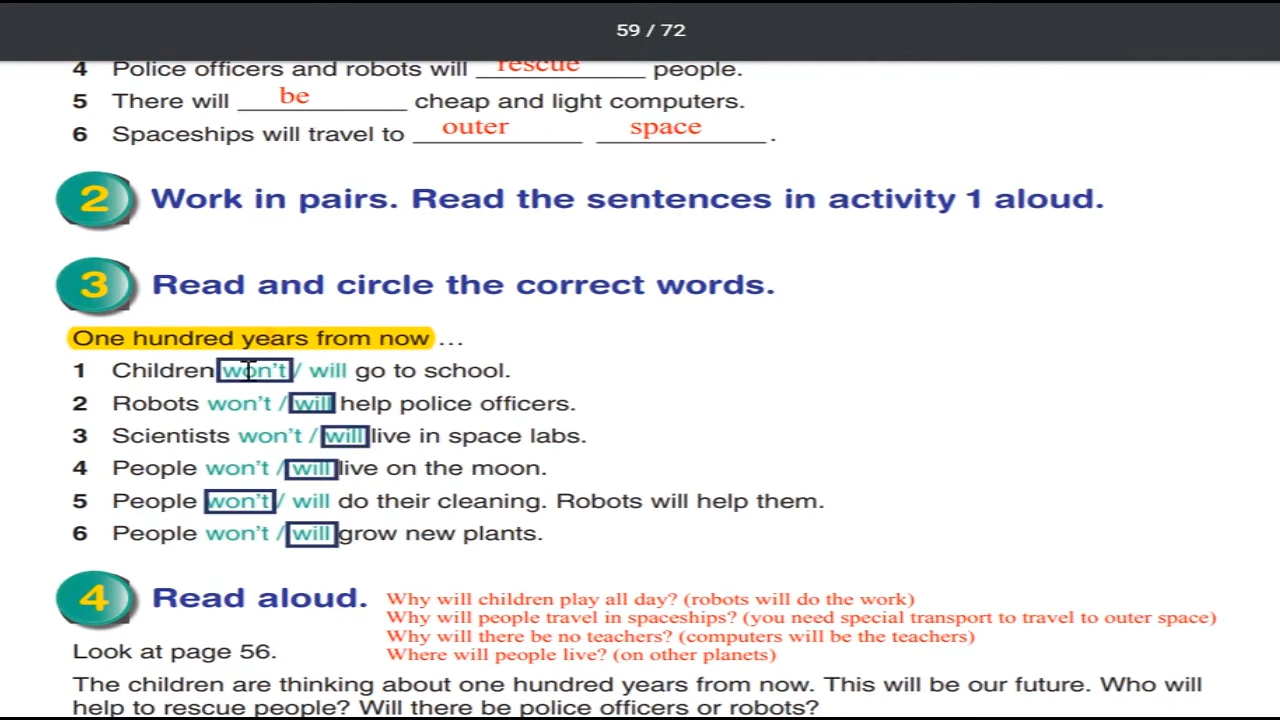 59 / 72
4 Police officers and robots will rescue people.
5 There will be cheap and light computers.
6 Spaceships will travel to outer space .
2 Work in pairs. Read the sentences in activity 1 aloud.
3 Read and circle the correct words.
One hundred years from now ...
1 Children won't / will go to school.
2 Robots won't / will help police officers.
3 Scientists won't / will live in space labs.
4 People won't / will live on the moon.
5 People won't / will do their cleaning. Robots will help them.
6 People won't / will grow new plants.
4 Read aloud.
Why will children play all day? (robots will do the work)
Why will people travel in spaceships? (you need special transport to travel to outer space)
Why will there be no teachers? (computers will be the teachers)
Where will people live? (on other planets)
Look at page 56.
The children are thinking about one hundred years from now. This will be our future. Who will
help to rescue people? Will there be police officers or robots?